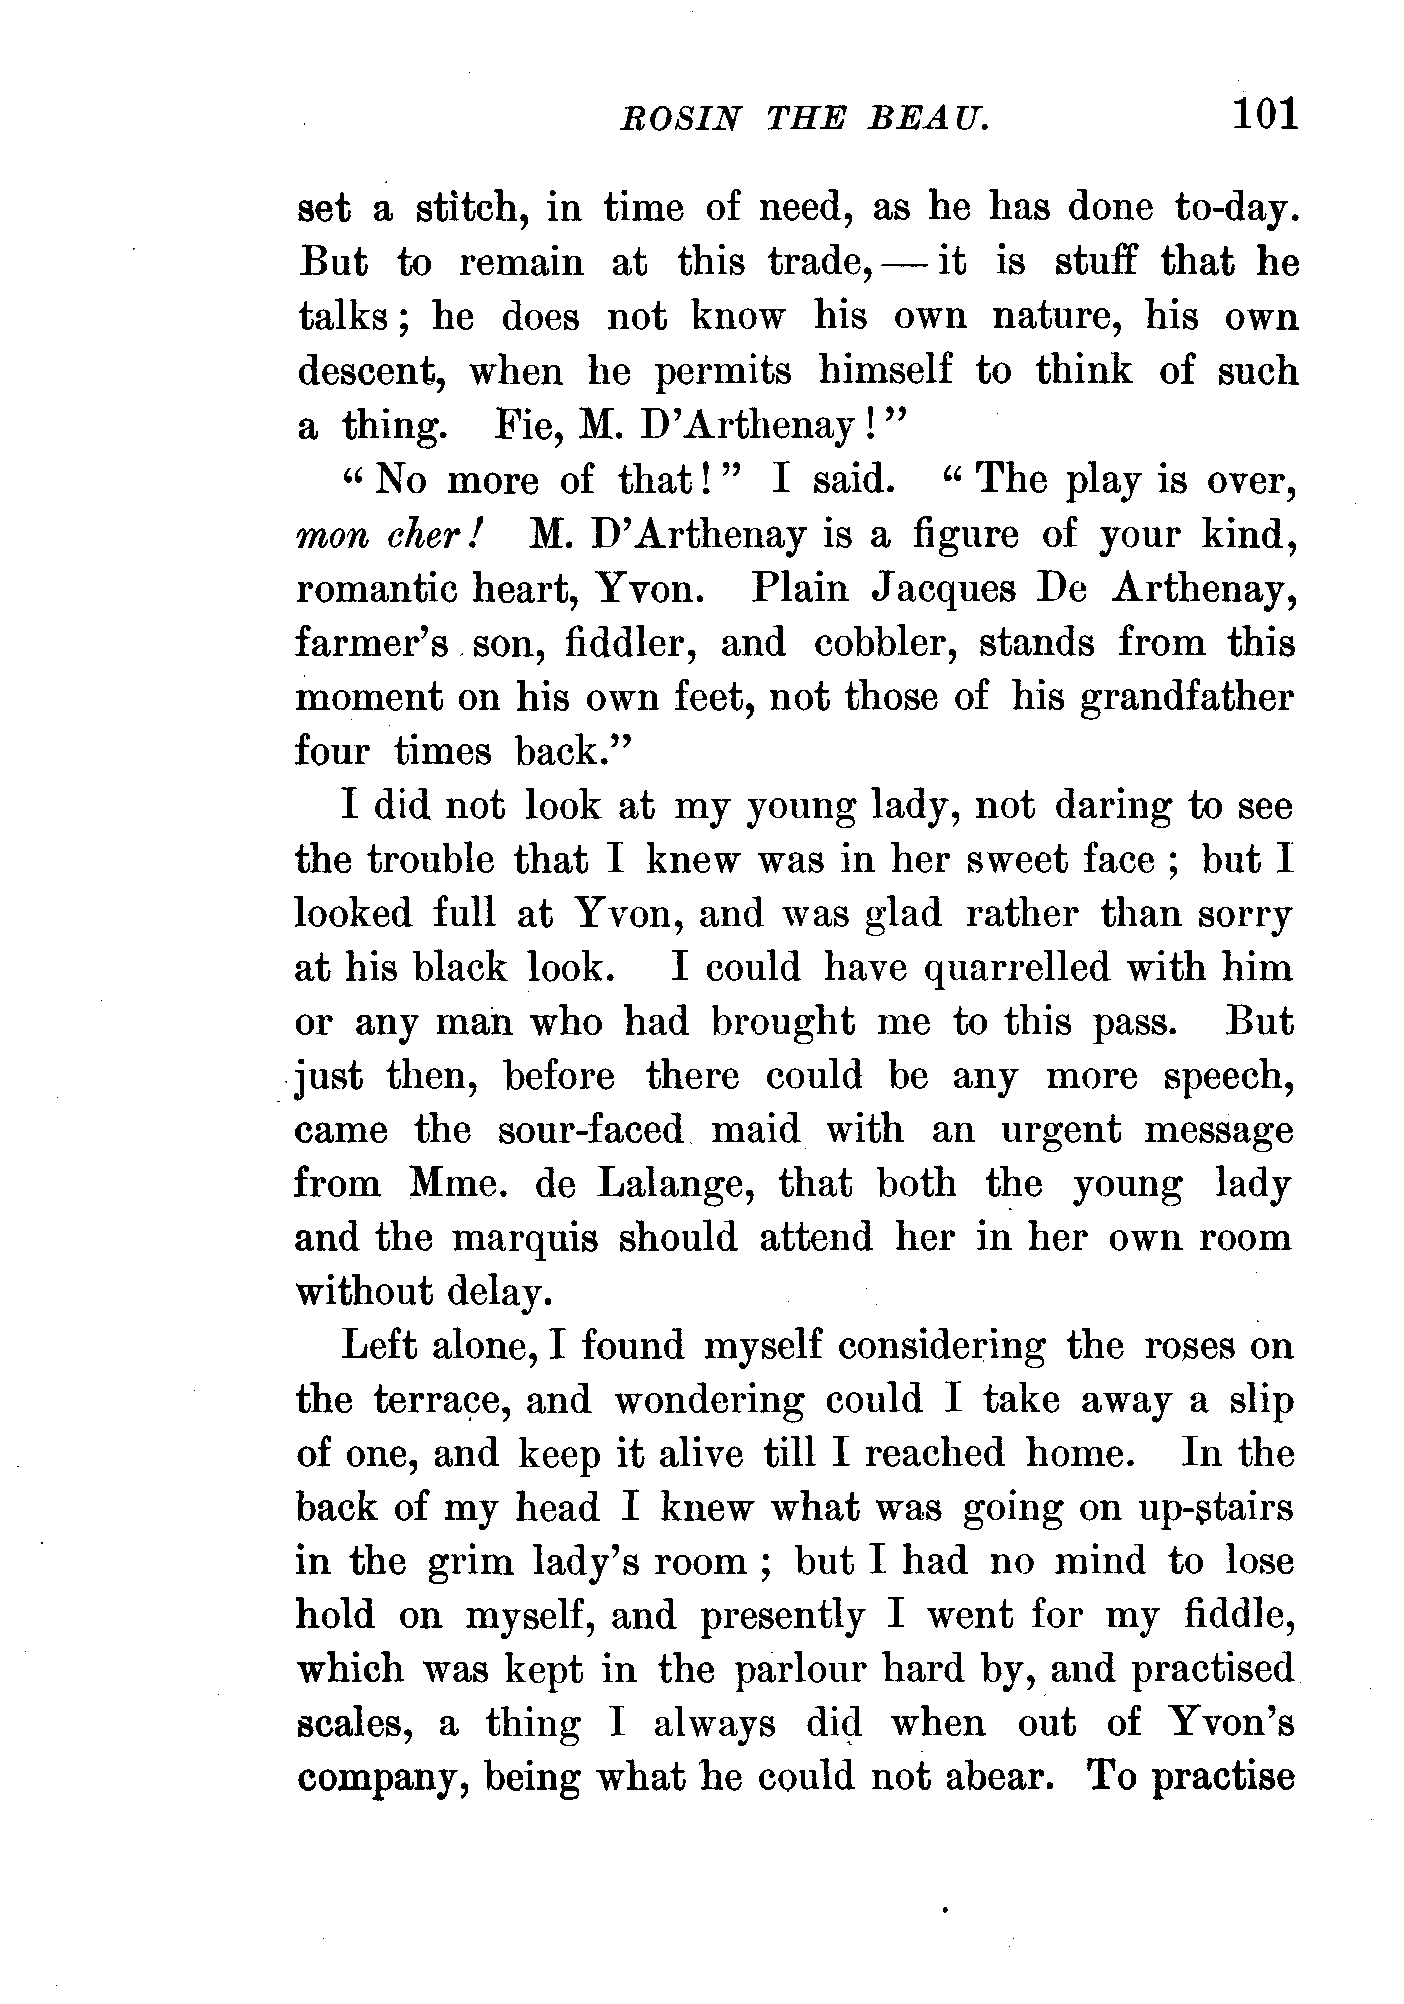 ROSIN THE BEAU. 101
set a stitch, in time of need, as he has done to-day.
But to remain at this trade, — it is stuff that he
talks; he does not know his own nature, his own
descent, when he permits himself to think of such
a thing. Fie, M. D'Arthenay!"
"No more of that!" I said. "The play is over,
mon cher! M. D'Arthenay is a figure of your kind,
romantic heart, Yvon. Plain Jacques De Arthenay,
farmer's son, fiddler, and cobbler, stands from this
moment on his own feet, not those of his grandfather
four times back."
I did not look at my young lady, not daring to see
the trouble that I knew was in her sweet face; but I
looked full at Yvon, and was glad rather than sorry
at his black look. I could have quarrelled with him
or any man who had brought me to this pass. But
just then, before there could be any more speech,
came the sour-faced maid with an urgent message
from Mme. de Lalange, that both the young lady
and the marquis should attend her in her own room
without delay.
Left alone, I found myself considering the roses on
the terrace, and wondering could I take away a slip
of one, and keep it alive till I reached home. In the
back of my head I knew what was going on up-stairs
in the grim lady's room; but I had no mind to lose
hold on myself, and presently I went for my fiddle,
which was kept in the parlour hard by, and practised
scales, a thing I always did when out of Yvon's
company, being what he could not abear. To practise